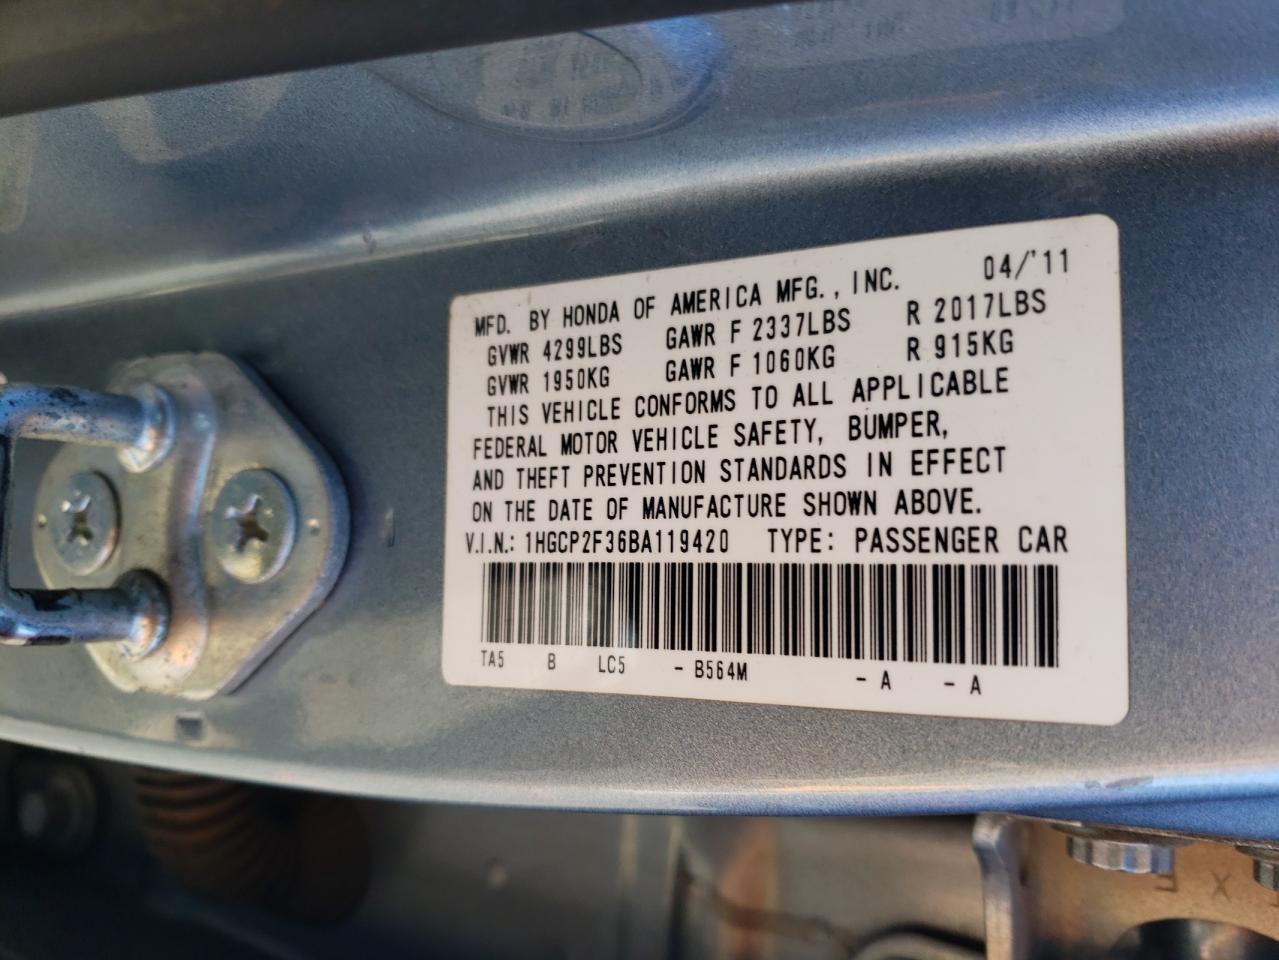 MFD. BY HONDA OF AMERICA MFG., INC. 04/'11
GVWR 4299LBS GAWR F 2337LBS R 2017LBS
GVWR 1950KG GAWR F 1060KG R 915KG
THIS VEHICLE CONFORMS TO ALL APPLICABLE
FEDERAL MOTOR VEHICLE SAFETY, BUMPER,
AND THEFT PREVENTION STANDARDS IN EFFECT
ON THE DATE OF MANUFACTURE SHOWN ABOVE.
V.I.N.: 1HGCP2F36BA119420 TYPE: PASSENGER CAR
TA5 B LC5 - B564M - A - A